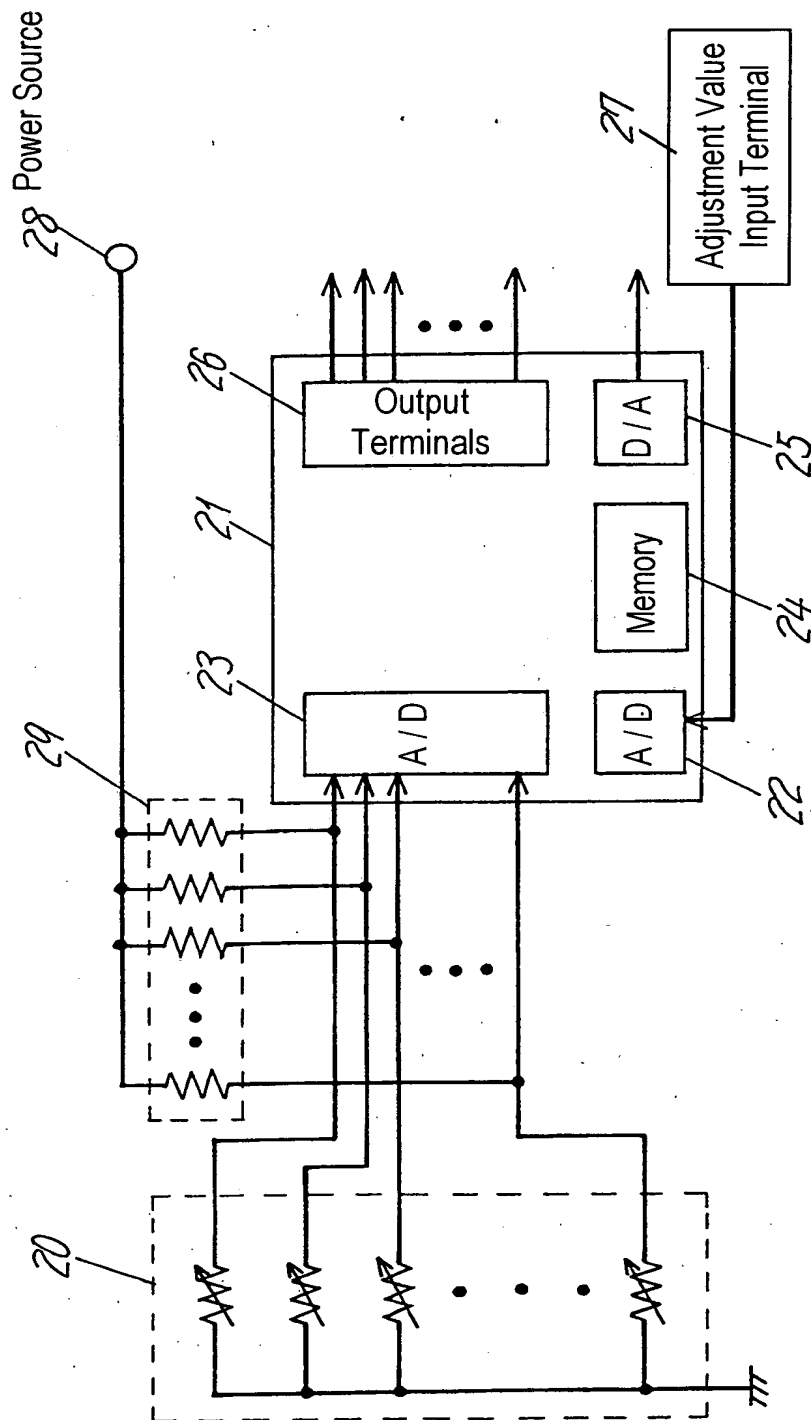 28 Power Source
29
21
23
A / D
26
Output
Terminals
20
A / D
22
Memory
24
D / A
25
27
Adjustment Value
Input Terminal